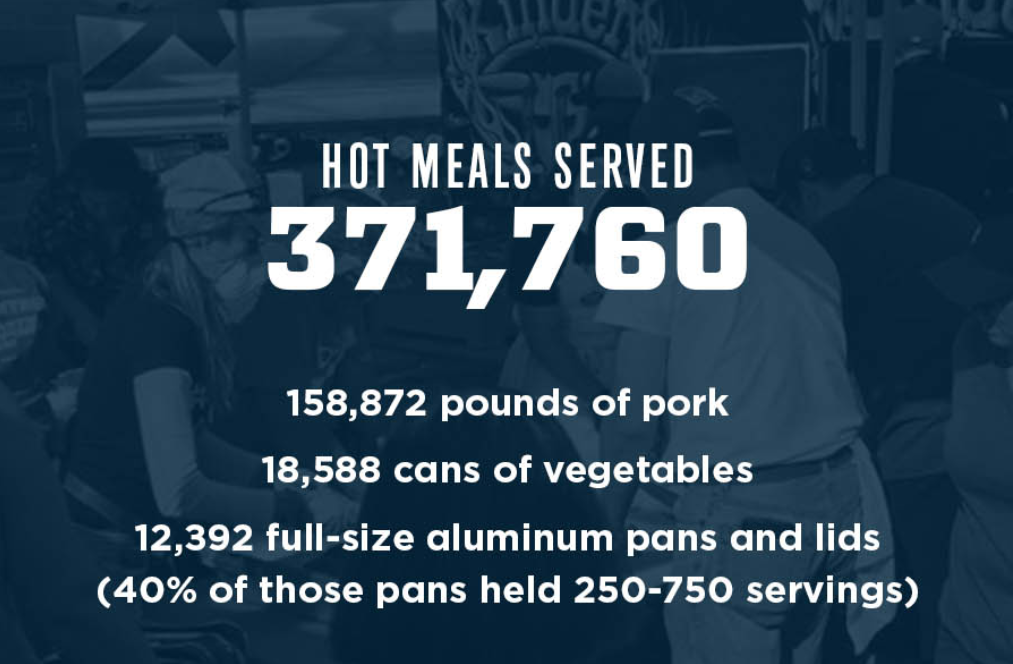 HOT MEALS SERVED
371,760
158,872 pounds of pork
18,588 cans of vegetables
12,392 full-size aluminum pans and lids
(40% of those pans held 250-750 servings)